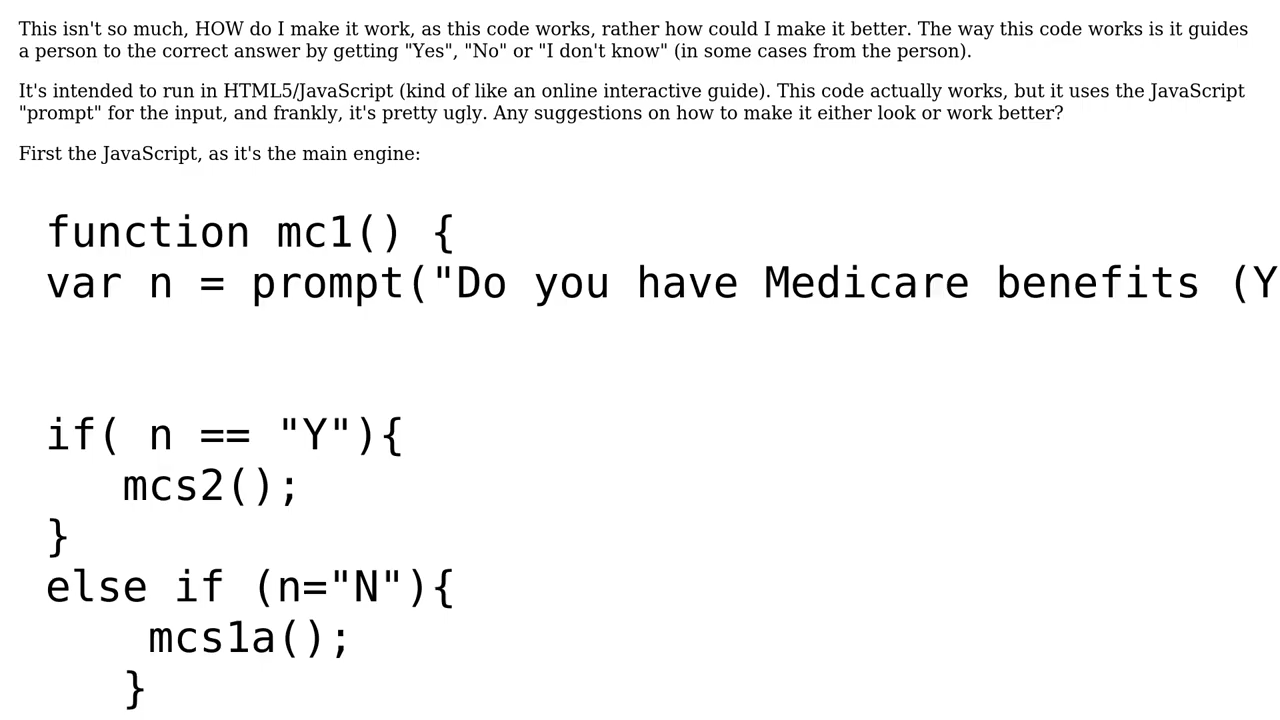 This isn't so much, HOW do I make it work, as this code works, rather how could I make it better. The way this code works is it guides
a person to the correct answer by getting "Yes", "No" or "I don't know" (in some cases from the person).
It's intended to run in HTML5/JavaScript (kind of like an online interactive guide). This code actually works, but it uses the JavaScript
"prompt" for the input, and frankly, it's pretty ugly. Any suggestions on how to make it either look or work better?
First the JavaScript, as it's the main engine:
function mc1() {
var n = prompt("Do you have Medicare benefits (Y
if( n == "Y"){
mcs2();
}
else if (n="N"){
mcs1a();
}